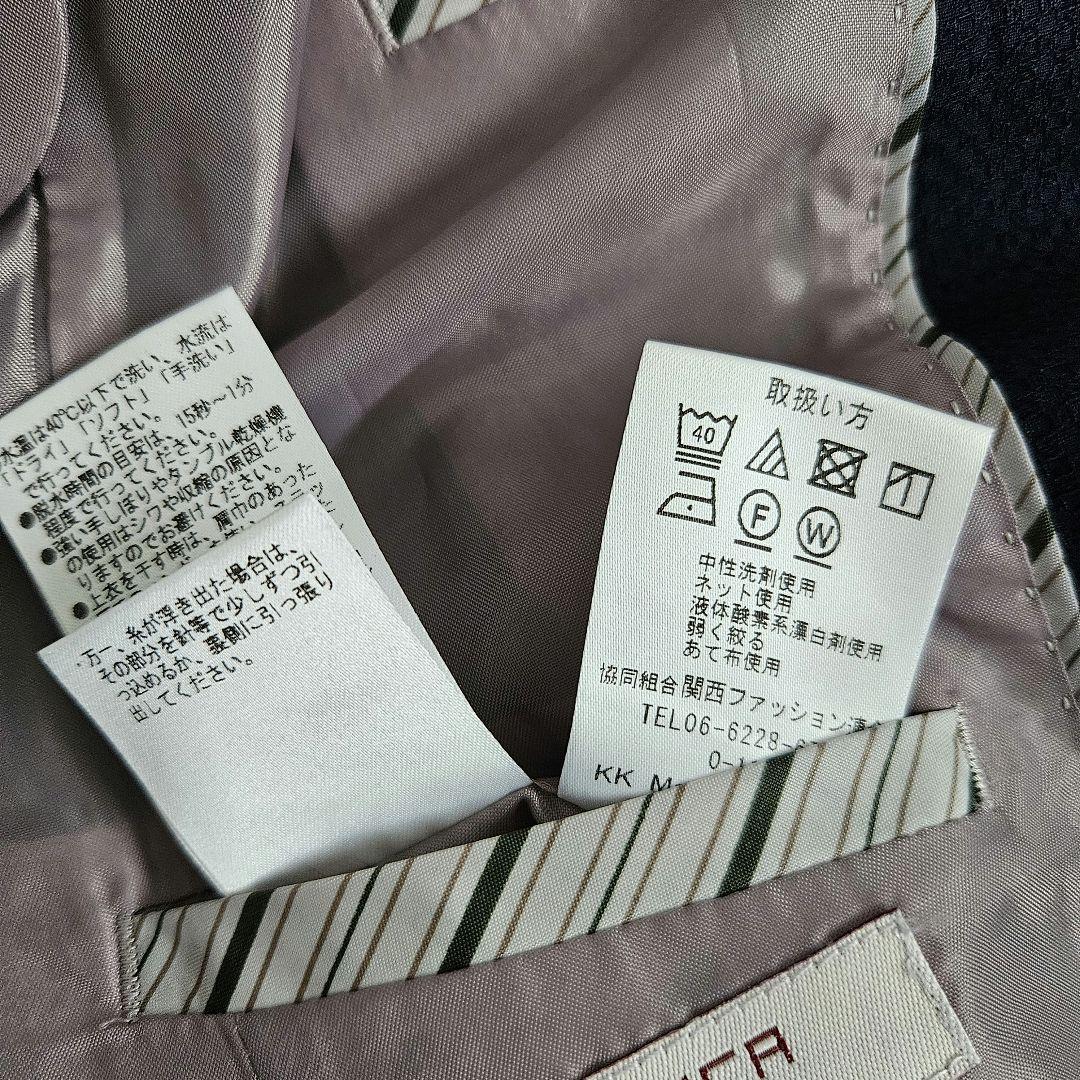 水温は40℃以下で洗い、水流は
「ドライ」「ソフト」「手洗い」
で行ってください。
●脱水時間の目安は、15秒～1分
程度で行ってください。
●強い手しぼりやタンブル乾燥機
の使用はシワや収縮の原因とな
りますのでお避けください。
●上衣を干す時は、肩巾のあった
万一、糸が浮き出た場合は、
その部分を針等で少しずつ引
っ込めるか、裏側に引っ張り
出してください。
取扱い方
40
F W
中性洗剤使用
ネット使用
液体酸素系漂白剤使用
弱く絞る
あて布使用
協同組合関西ファッション連合
TEL06-6228-6
0-1
KK M
CA